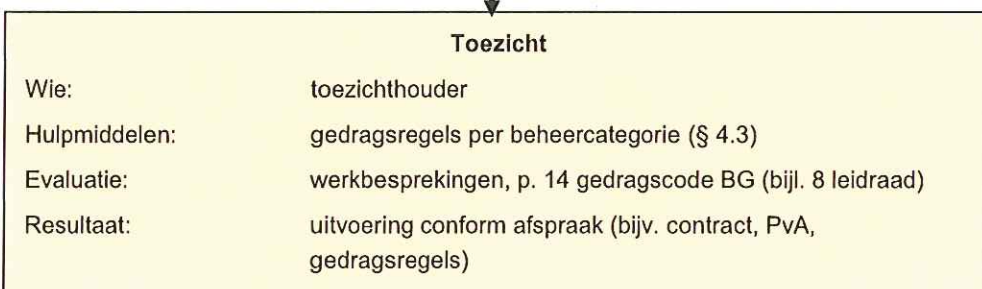 Toezicht
Wie: toezichthouder
Hulpmiddelen: gedragsregels per beheercategorie (§ 4.3)
Evaluatie: werkbesprekingen, p. 14 gedragscode BG (bijl. 8 leidraad)
Resultaat: uitvoering conform afspraak (bijv. contract, PvA,
gedragsregels)